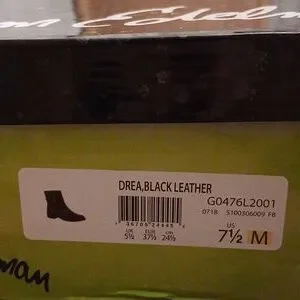 DREA,BLACK LEATHER
G0476L2001
0718 S100306009 FB
UK EUR cm
5½ 37½ 24½
US
7½ M
man